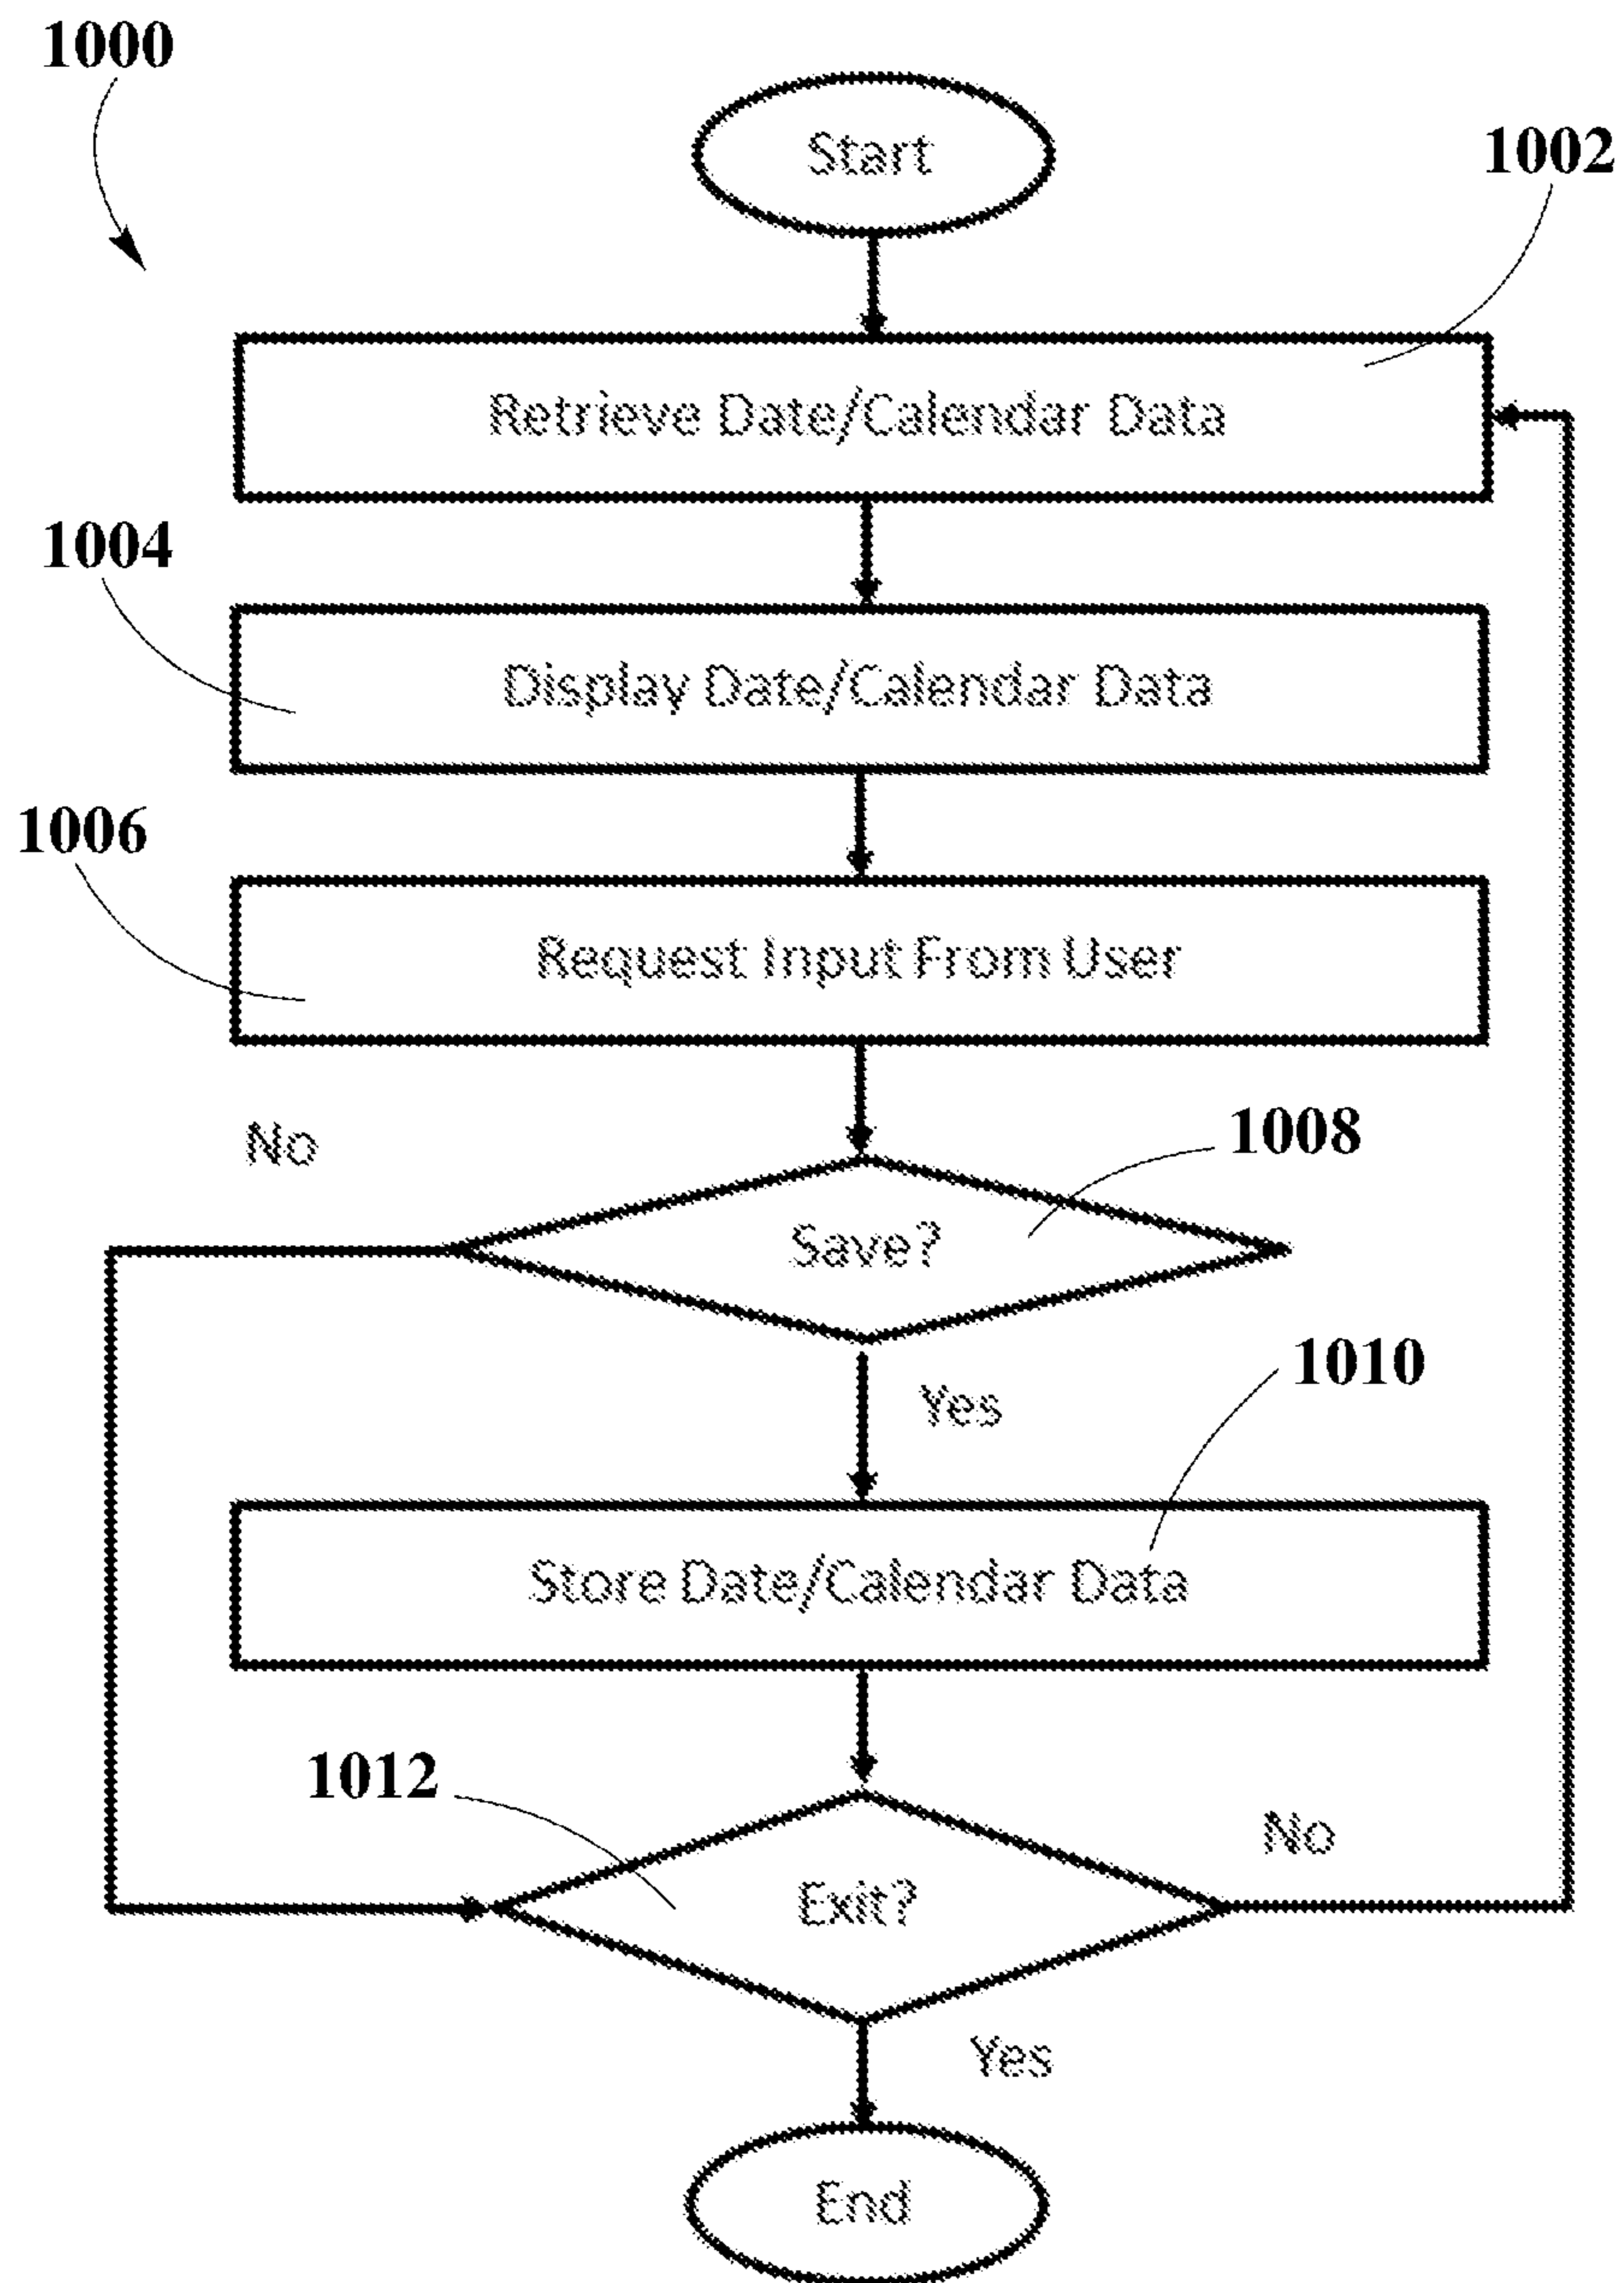 1000
Start
1002
Retrieve Date/Calendar Data
1004
Display Date/Calendar Data
1006
Request Input From User
No
1008
Save?
Yes
1010
Store Date/Calendar Data
1012
No
Exit?
Yes
End